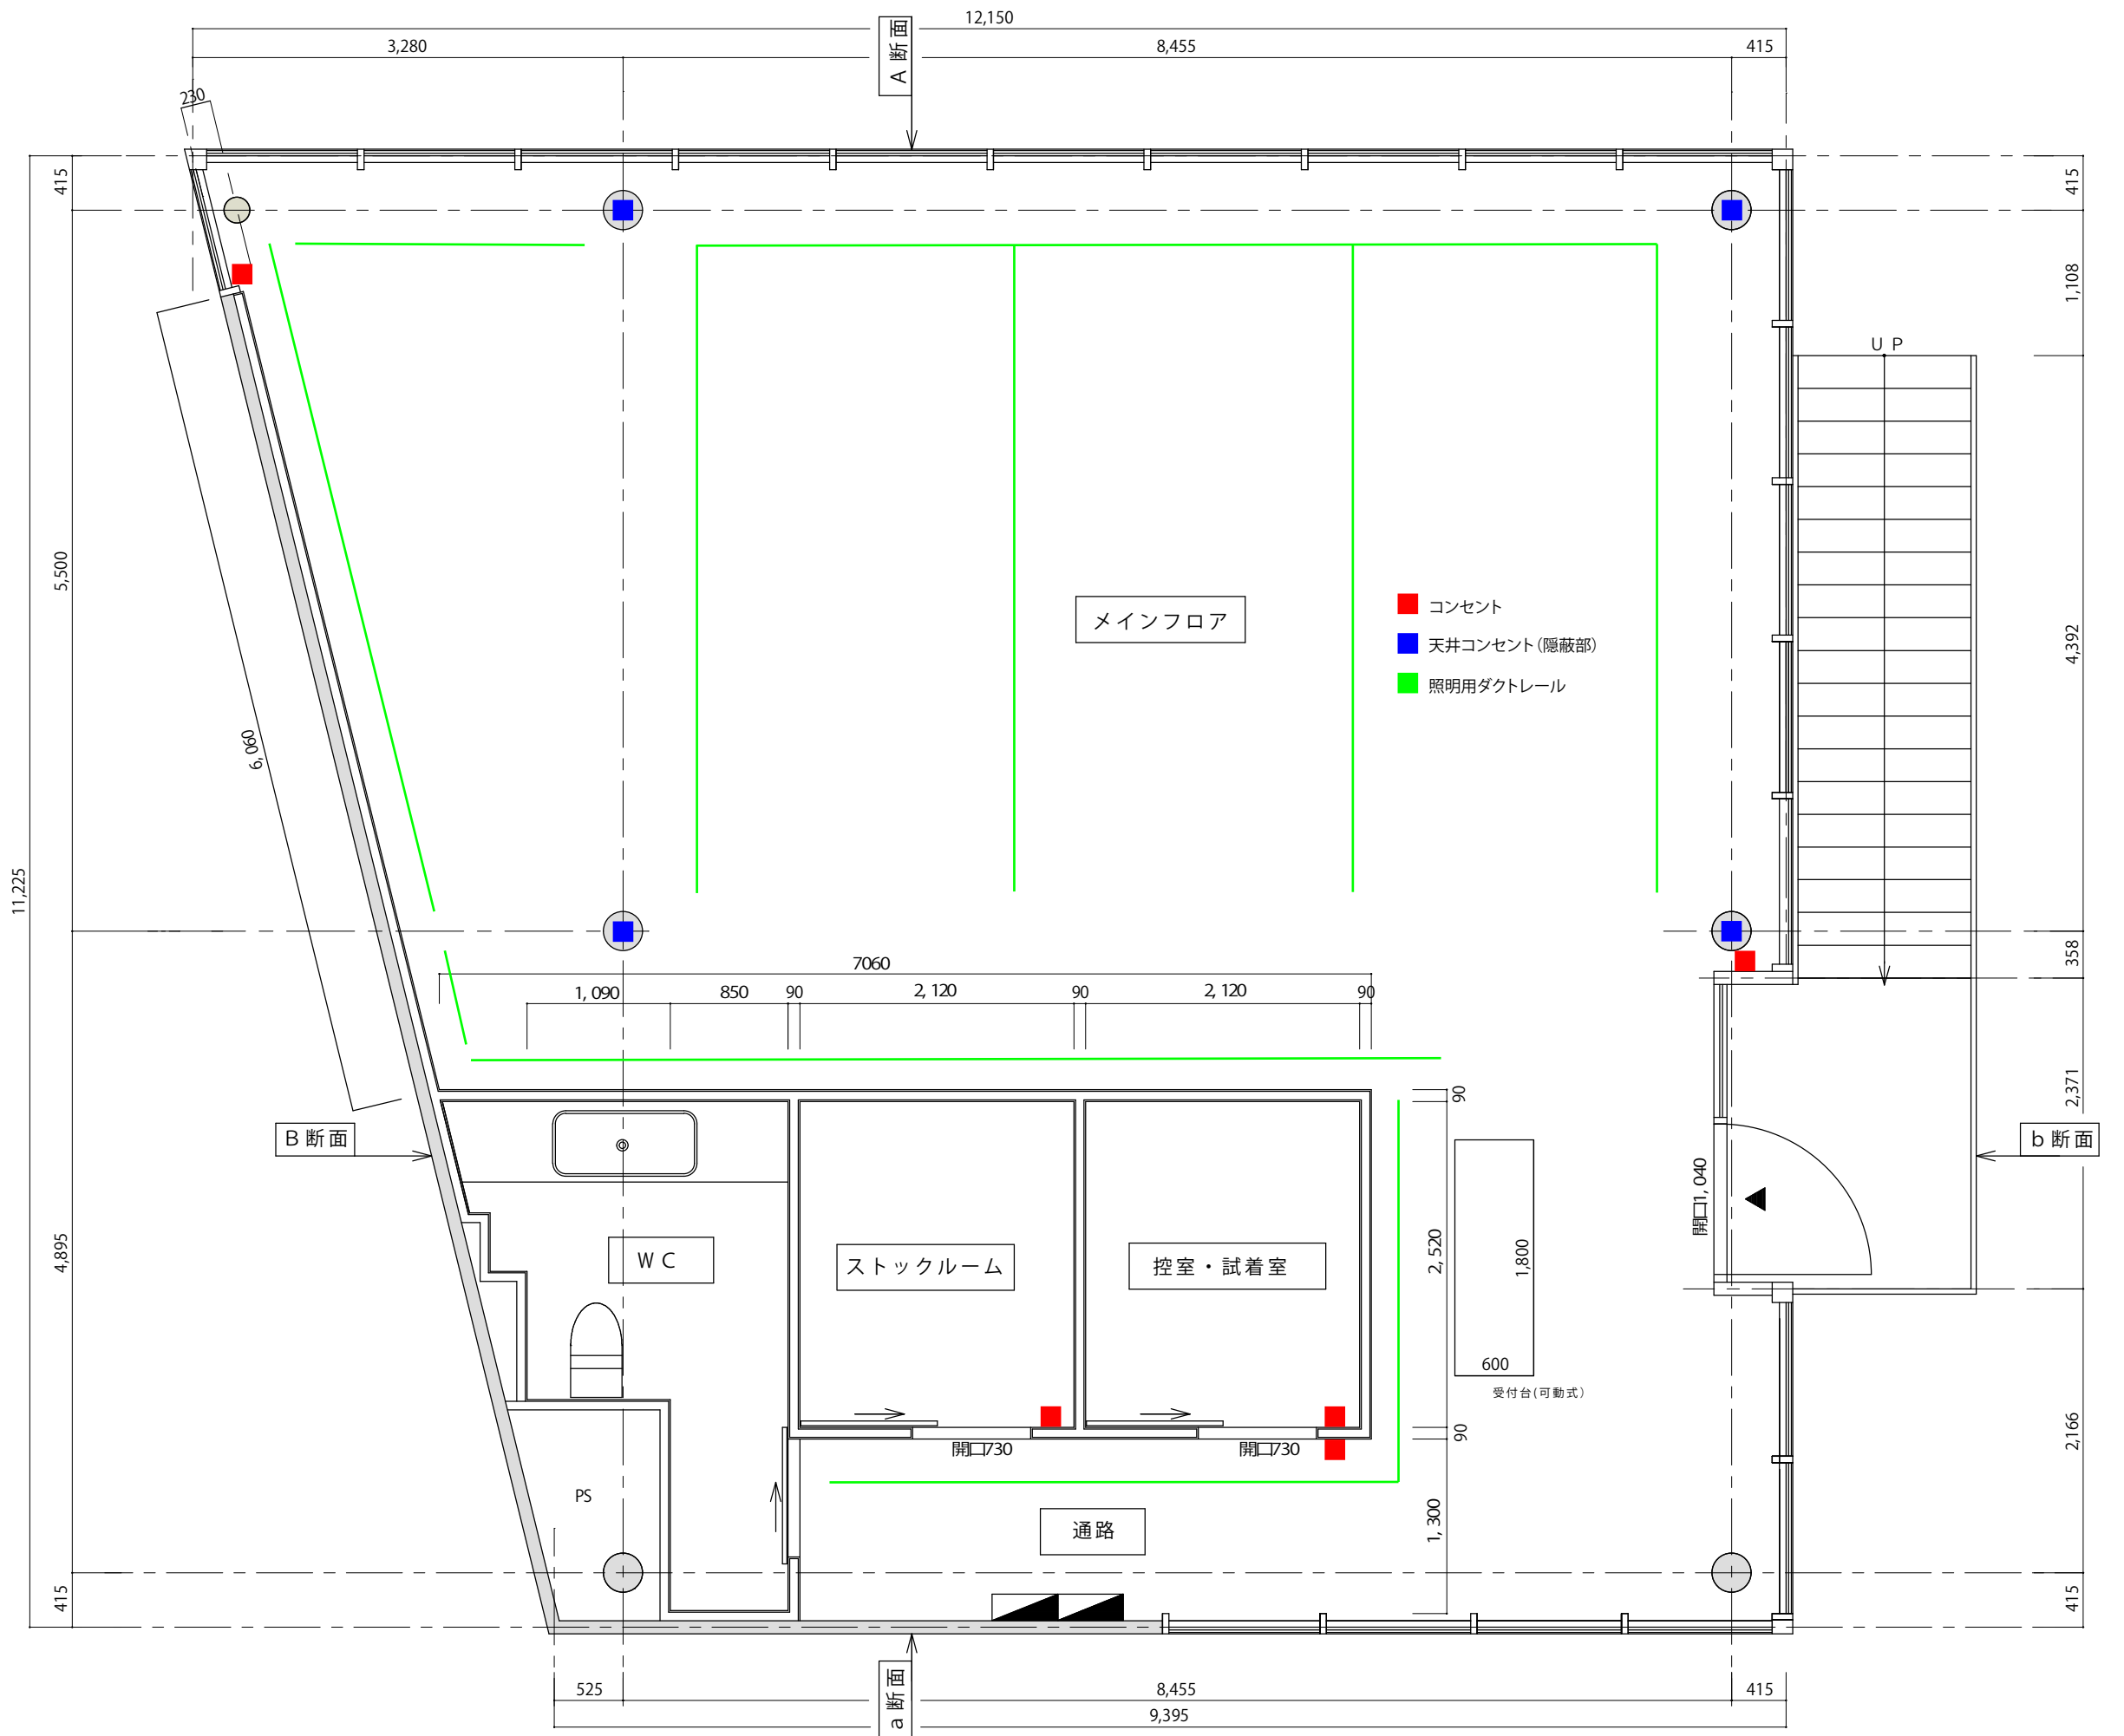 12,150
3,280
8,455
415
A 断面
230
415
5,500
11,225
4,895
415
415
1,108
4,392
358
2,371
2,166
415
UP
メインフロア
コンセント
天井コンセント（隠蔽部）
照明用ダクトレール
6,060
7060
1,090
850
90
2,120
90
2,120
90
90
2,520
90
1,300
B 断面
b 断面
開口1,040
WC
ストックルーム
控室・試着室
1,800
600
受付台(可動式)
開口730
開口730
PS
通路
a 断面
525
8,455
415
9,395